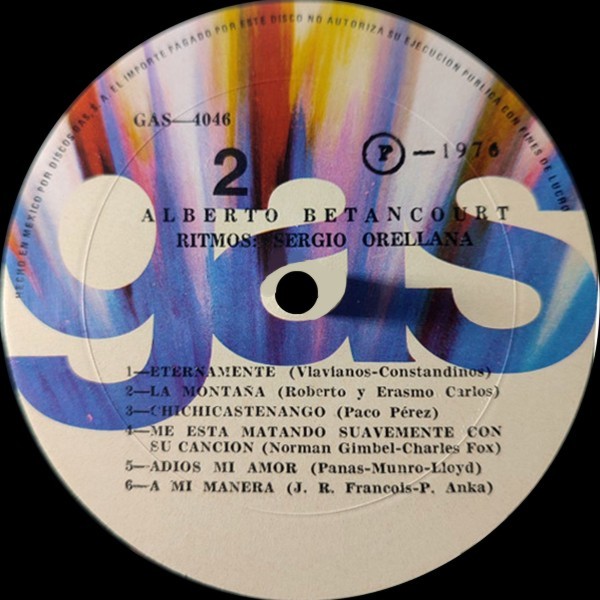 HECHO EN MEXICO POR DISCOS GAS, S. A. EL IMPORTE PAGADO POR ESTE DISCO NO AUTORIZA SU EJECUCION PUBLICA CON FINES DE LUCRO
GAS—4046
2
P — 1976
gas
ALBERTO BETANCOURT
RITMOS: SERGIO ORELLANA
1—ETERNAMENTE (Vlavianos-Constandinos)
2—LA MONTAÑA (Roberto y Erasmo Carlos)
3—CHICHICASTENANGO (Paco Pérez)
4—ME ESTA MATANDO SUAVEMENTE CON
SU CANCION (Norman Gimbel-Charles Fox)
5—ADIOS MI AMOR (Panas-Munro-Lloyd)
6—A MI MANERA (J. R. Francois-P. Anka)